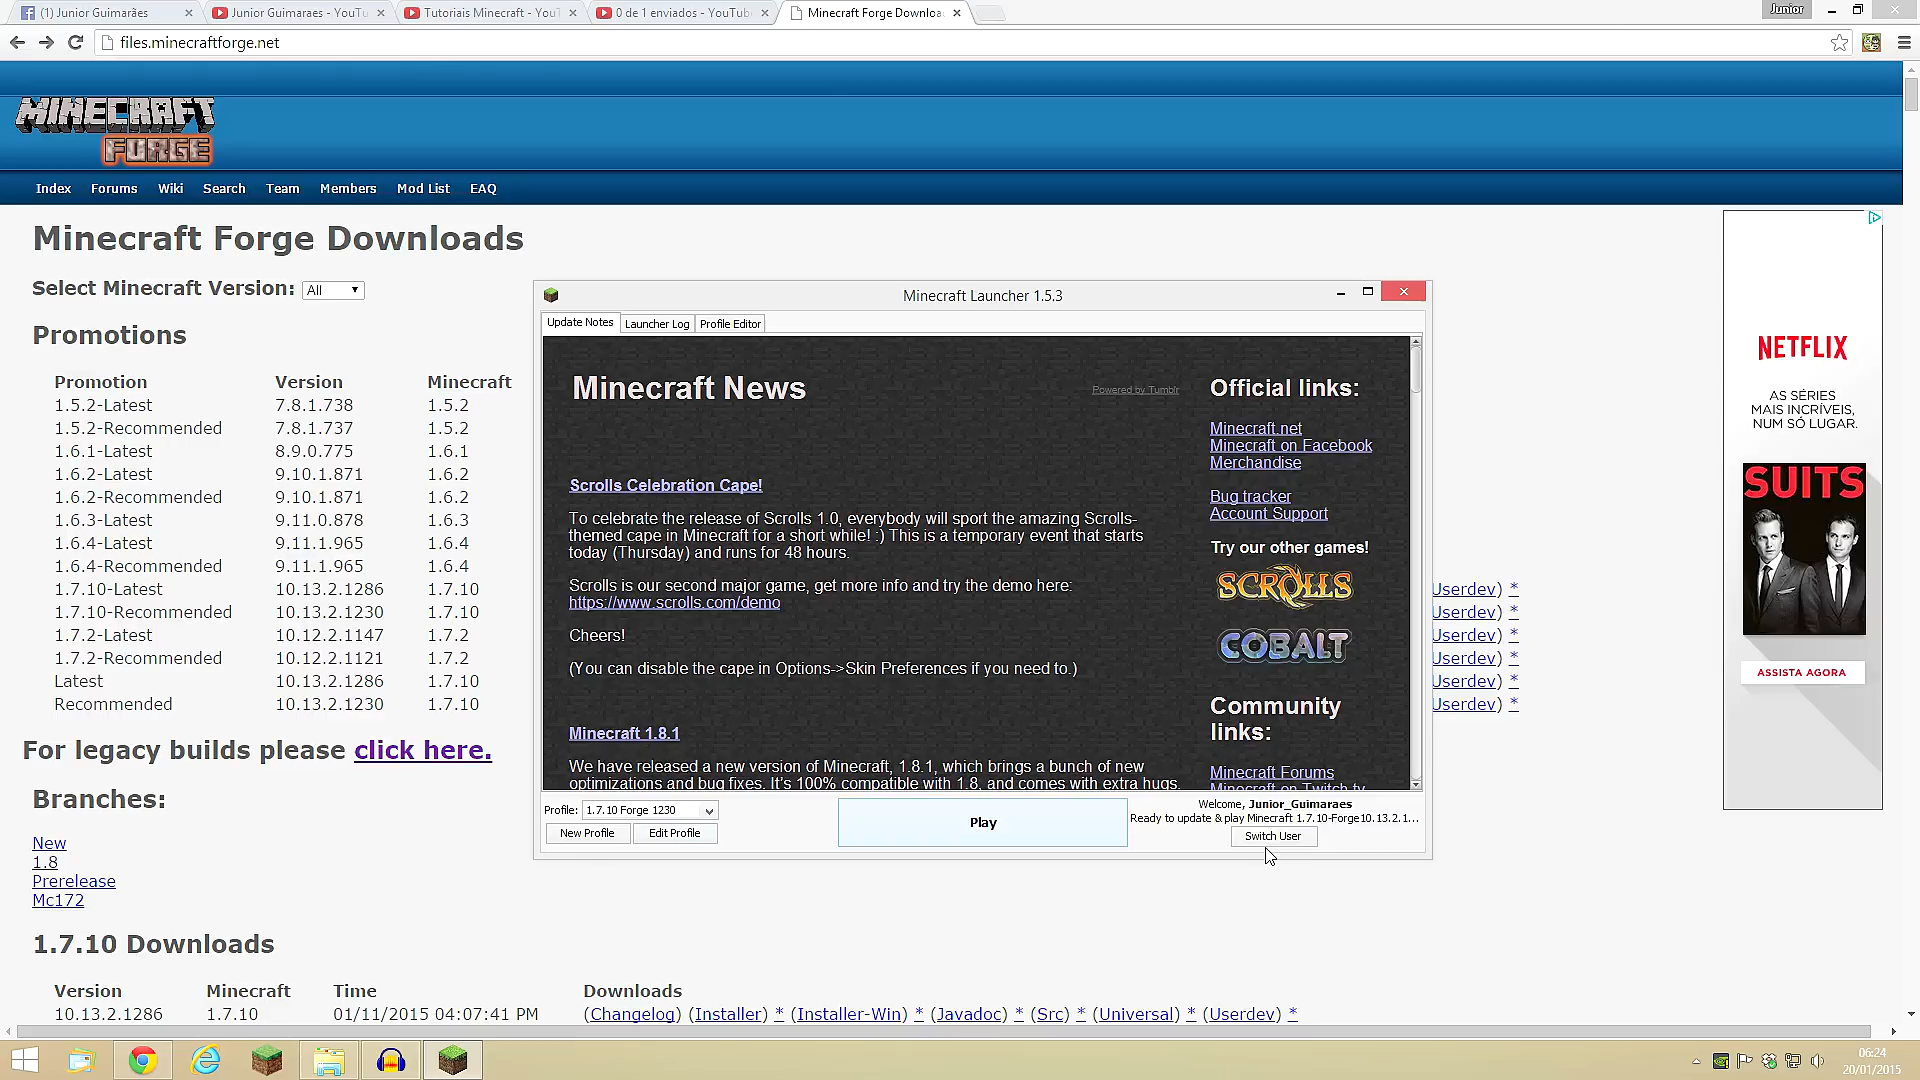 (1) Junior Guimarães
Junior Guimaraes - YouTu
Tutoriais Minecraft - You
0 de 1 enviados - YouTube
Minecraft Forge Downloa
Junior
files.minecraftforge.net
MINECRAFT
FORGE
Index Forums Wiki Search Team Members Mod List EAQ
Minecraft Forge Downloads
Select Minecraft Version: All
Promotions
Promotion Version Minecraft
1.5.2-Latest 7.8.1.738 1.5.2
1.5.2-Recommended 7.8.1.737 1.5.2
1.6.1-Latest 8.9.0.775 1.6.1
1.6.2-Latest 9.10.1.871 1.6.2
1.6.2-Recommended 9.10.1.871 1.6.2
1.6.3-Latest 9.11.0.878 1.6.3
1.6.4-Latest 9.11.1.965 1.6.4
1.6.4-Recommended 9.11.1.965 1.6.4
1.7.10-Latest 10.13.2.1286 1.7.10 Userdev) *
1.7.10-Recommended 10.13.2.1230 1.7.10 Userdev) *
1.7.2-Latest 10.12.2.1147 1.7.2 Userdev) *
1.7.2-Recommended 10.12.2.1121 1.7.2 Userdev) *
Latest 10.13.2.1286 1.7.10 Userdev) *
Recommended 10.13.2.1230 1.7.10 Userdev) *
For legacy builds please click here.
Branches:
New
1.8
Prerelease
Mc172
1.7.10 Downloads
Version Minecraft Time Downloads
10.13.2.1286 1.7.10 01/11/2015 04:07:41 PM (Changelog) (Installer) * (Installer-Win) * (Javadoc) * (Src) * (Universal) * (Userdev) *
Minecraft Launcher 1.5.3
Update Notes Launcher Log Profile Editor
Minecraft News
Powered by Tumblr
Scrolls Celebration Cape!
To celebrate the release of Scrolls 1.0, everybody will sport the amazing Scrolls-
themed cape in Minecraft for a short while! :) This is a temporary event that starts
today (Thursday) and runs for 48 hours.
Scrolls is our second major game, get more info and try the demo here:
https://www.scrolls.com/demo
Cheers!
(You can disable the cape in Options->Skin Preferences if you need to.)
Minecraft 1.8.1
We have released a new version of Minecraft, 1.8.1, which brings a bunch of new
optimizations and bug fixes. It's 100% compatible with 1.8, and comes with extra hugs.
Official links:
Minecraft.net
Minecraft on Facebook
Merchandise
Bug tracker
Account Support
Try our other games!
SCROLLS
COBALT
Community
links:
Minecraft Forums
Minecraft on Twitch.tv
Profile: 1.7.10 Forge 1230
New Profile Edit Profile
Play
Welcome, Junior_Guimaraes
Ready to update & play Minecraft 1.7.10-Forge10.13.2.1...
Switch User
NETFLIX
AS SÉRIES
MAIS INCRÍVEIS,
NUM SÓ LUGAR.
SUITS
ASSISTA AGORA
06:24
20/01/2015